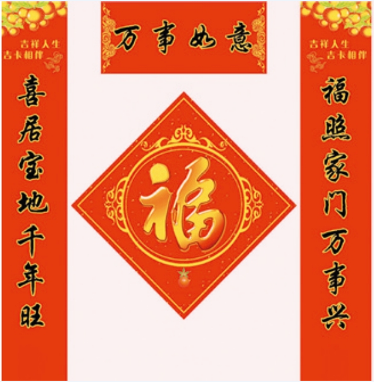 万事如意
吉祥人生
吉卡相伴
喜居宝地千年旺
福
吉祥人生
吉卡相伴
福照家门万事兴